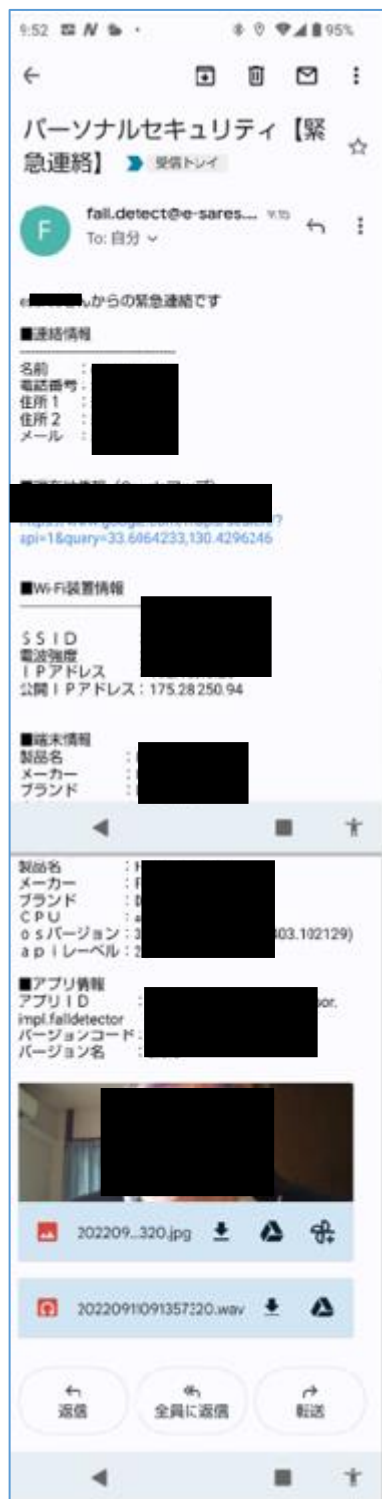 9:52
95%
パーソナルセキュリティ【緊
急連絡】
受信トレイ
F
fall.detect@e-sares...
To: 自分
んからの緊急連絡です
■連絡情報
名前 :
電話番号 :
住所1 :
住所2 :
メール :
api=1&query=33.6064233,130.4296246
■Wi-Fi装置情報
SSID
電波強度
IPアドレス
公開IPアドレス:175.28250.94
■端末情報
製品名 :
メーカー :
ブランド :
製品名 :
メーカー :
ブランド :
CPU :
osバージョン:3 403.102129)
apiレベル:2
■アプリ情報
アプリID : sor.
impl.falldetector
バージョンコード:
バージョン名 :
202209...320.jpg
.wav
返信
全員に返信
転送